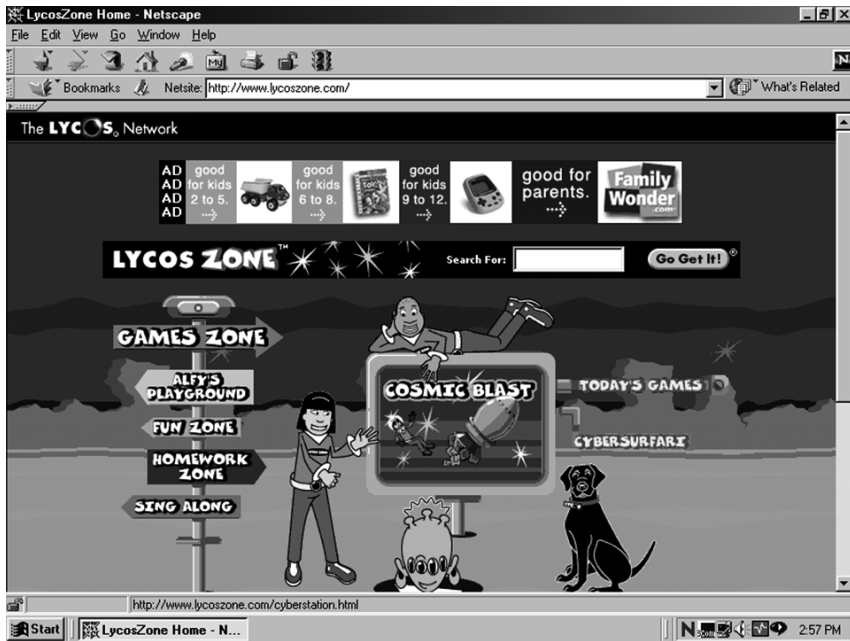 LycosZone Home - Netscape
File Edit View Go Window Help
My
N
Bookmarks Netsite: http://www.lycoszone.com/ What's Related
The LYCOS® Network
AD
AD
AD
AD
good
for kids
2 to 5.
good
for kids
6 to 8.
good
for kids
9 to 12.
good for
parents.
Family
Wonder
.com
LYCOS ZONE™ Search For: Go Get It!®
GAMES ZONE
ALFY'S
PLAYGROUND
FUN ZONE
HOMEWORK
ZONE
SING ALONG
COSMIC BLAST
TODAY'S GAMES
CYBERSURFARI
http://www.lycoszone.com/cyberstation.html
Start LycosZone Home - N... N 2:57 PM